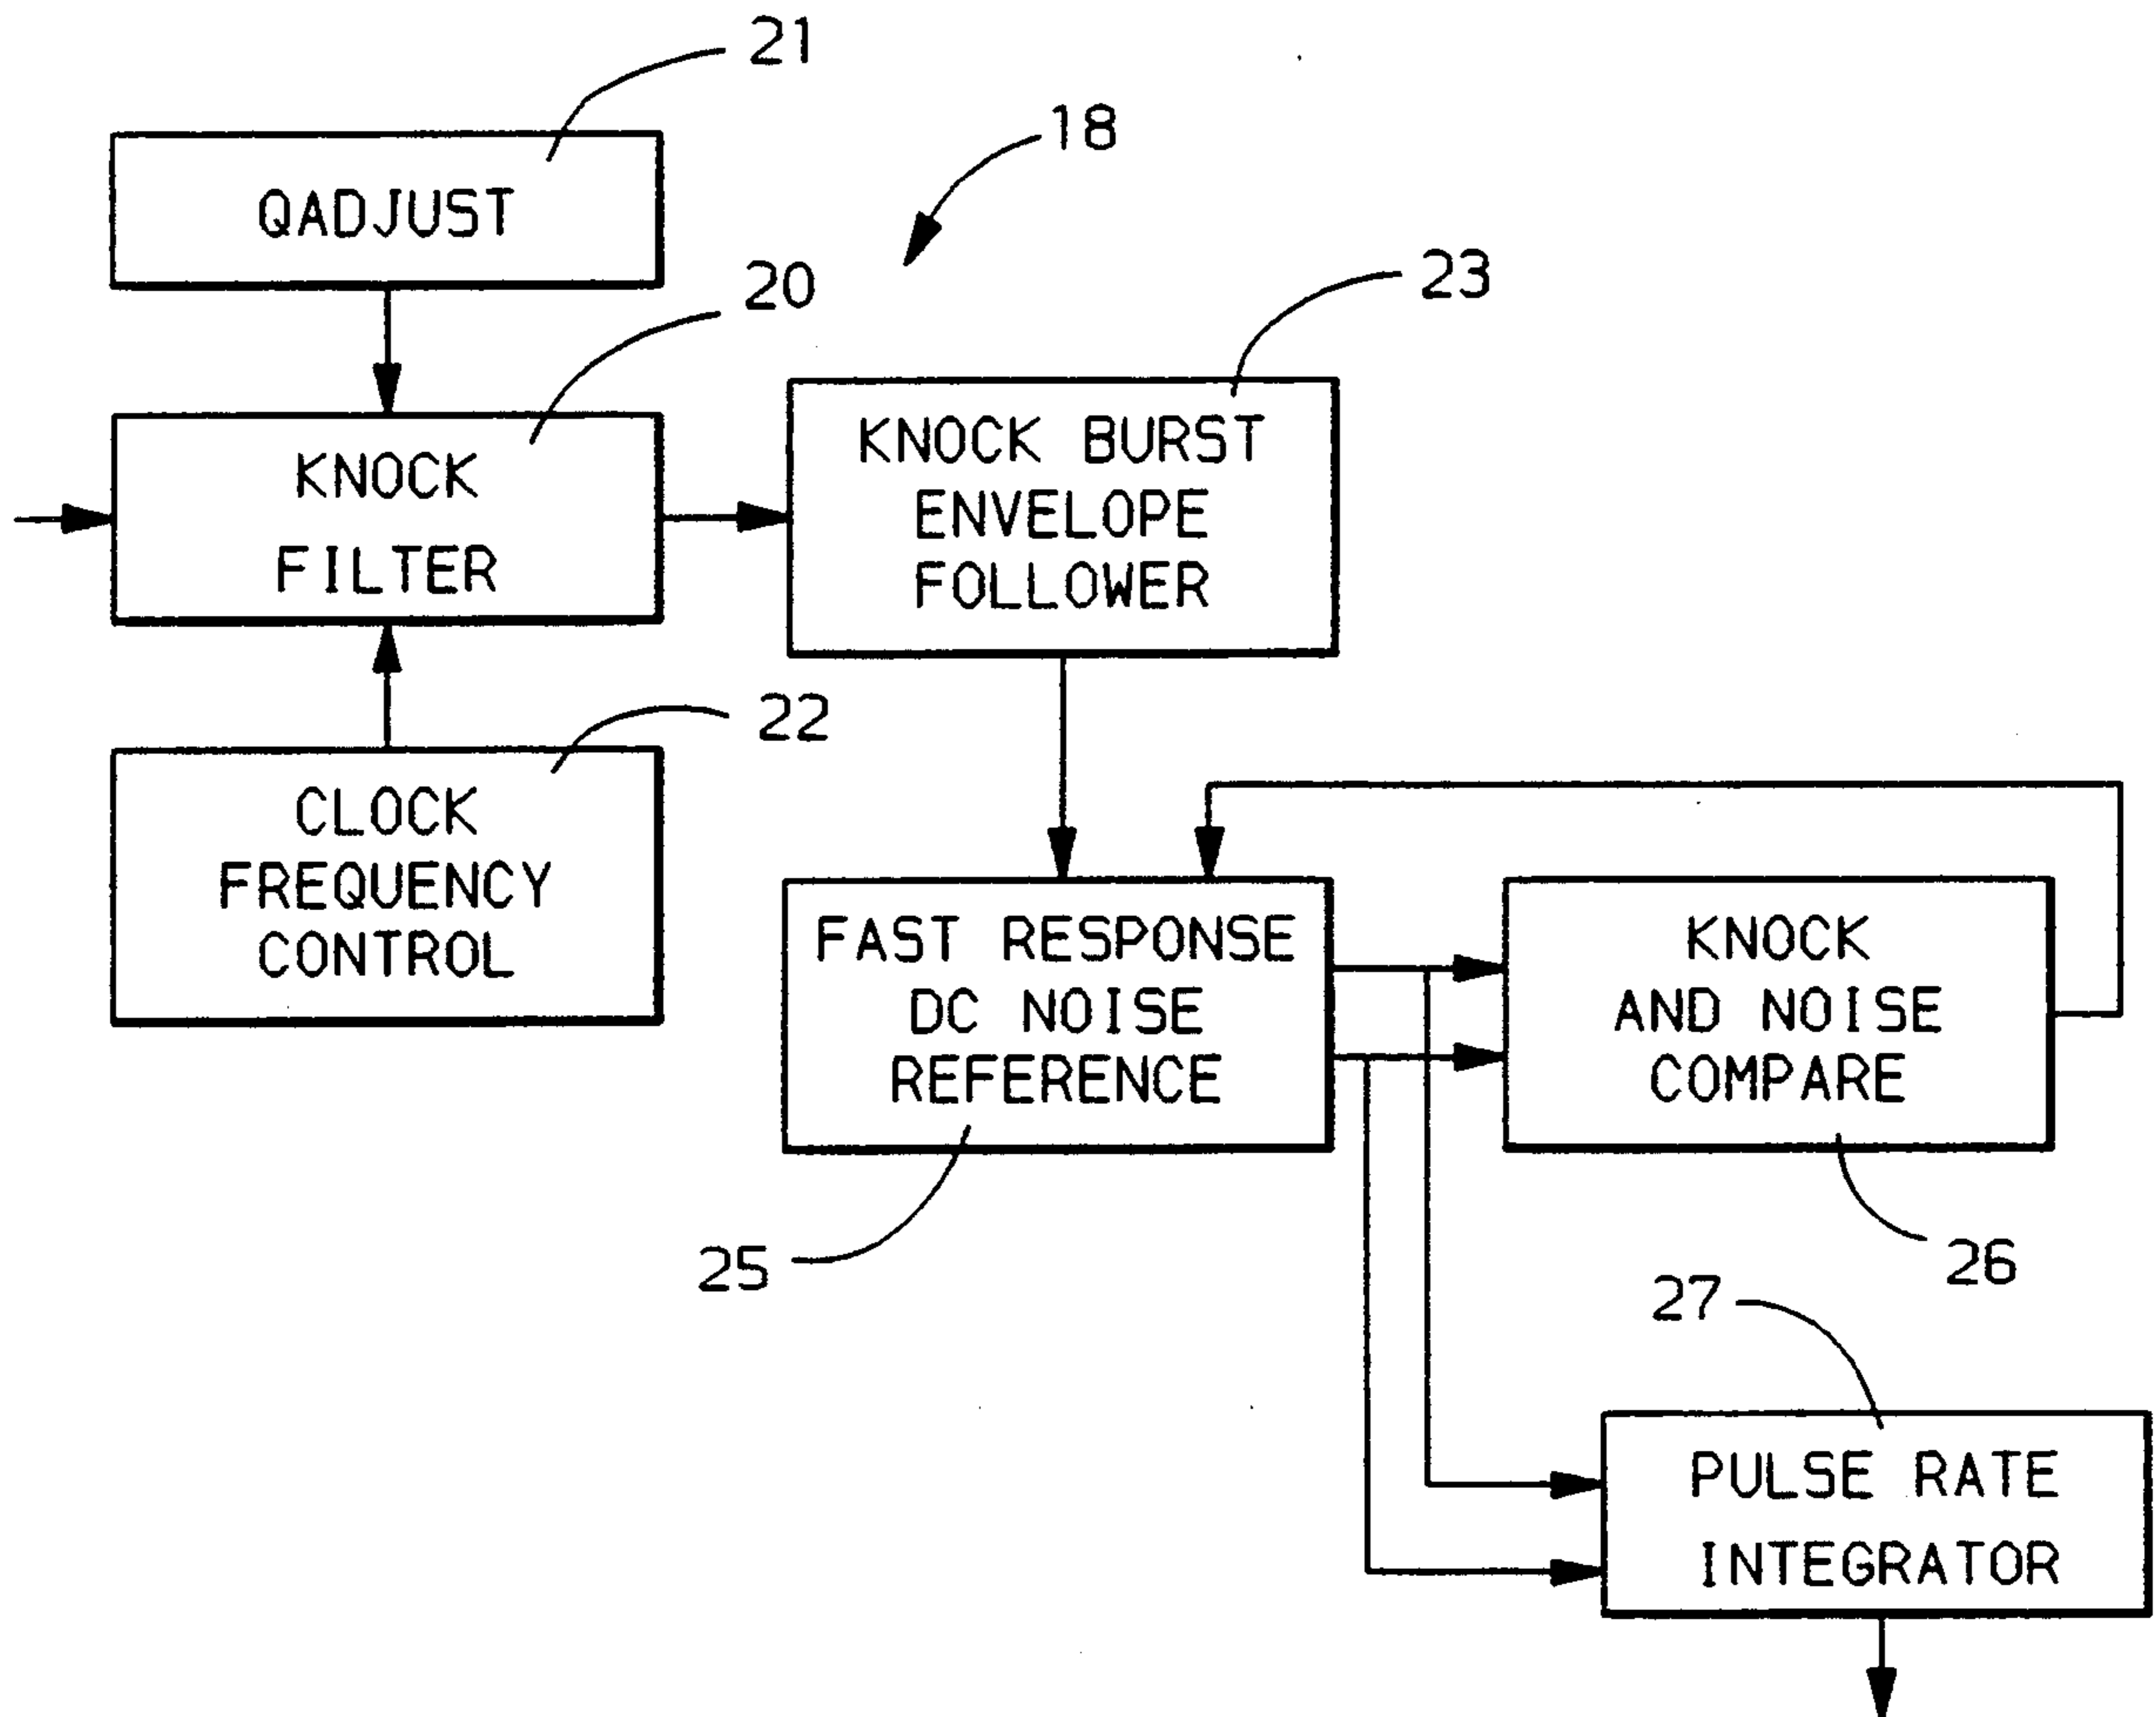 21
QADJUST
18
20
23
KNOCK
FILTER
KNOCK BURST
ENVELOPE
FOLLOWER
22
CLOCK
FREQUENCY
CONTROL
FAST RESPONSE
DC NOISE
REFERENCE
KNOCK
AND NOISE
COMPARE
25
26
27
PULSE RATE
INTEGRATOR